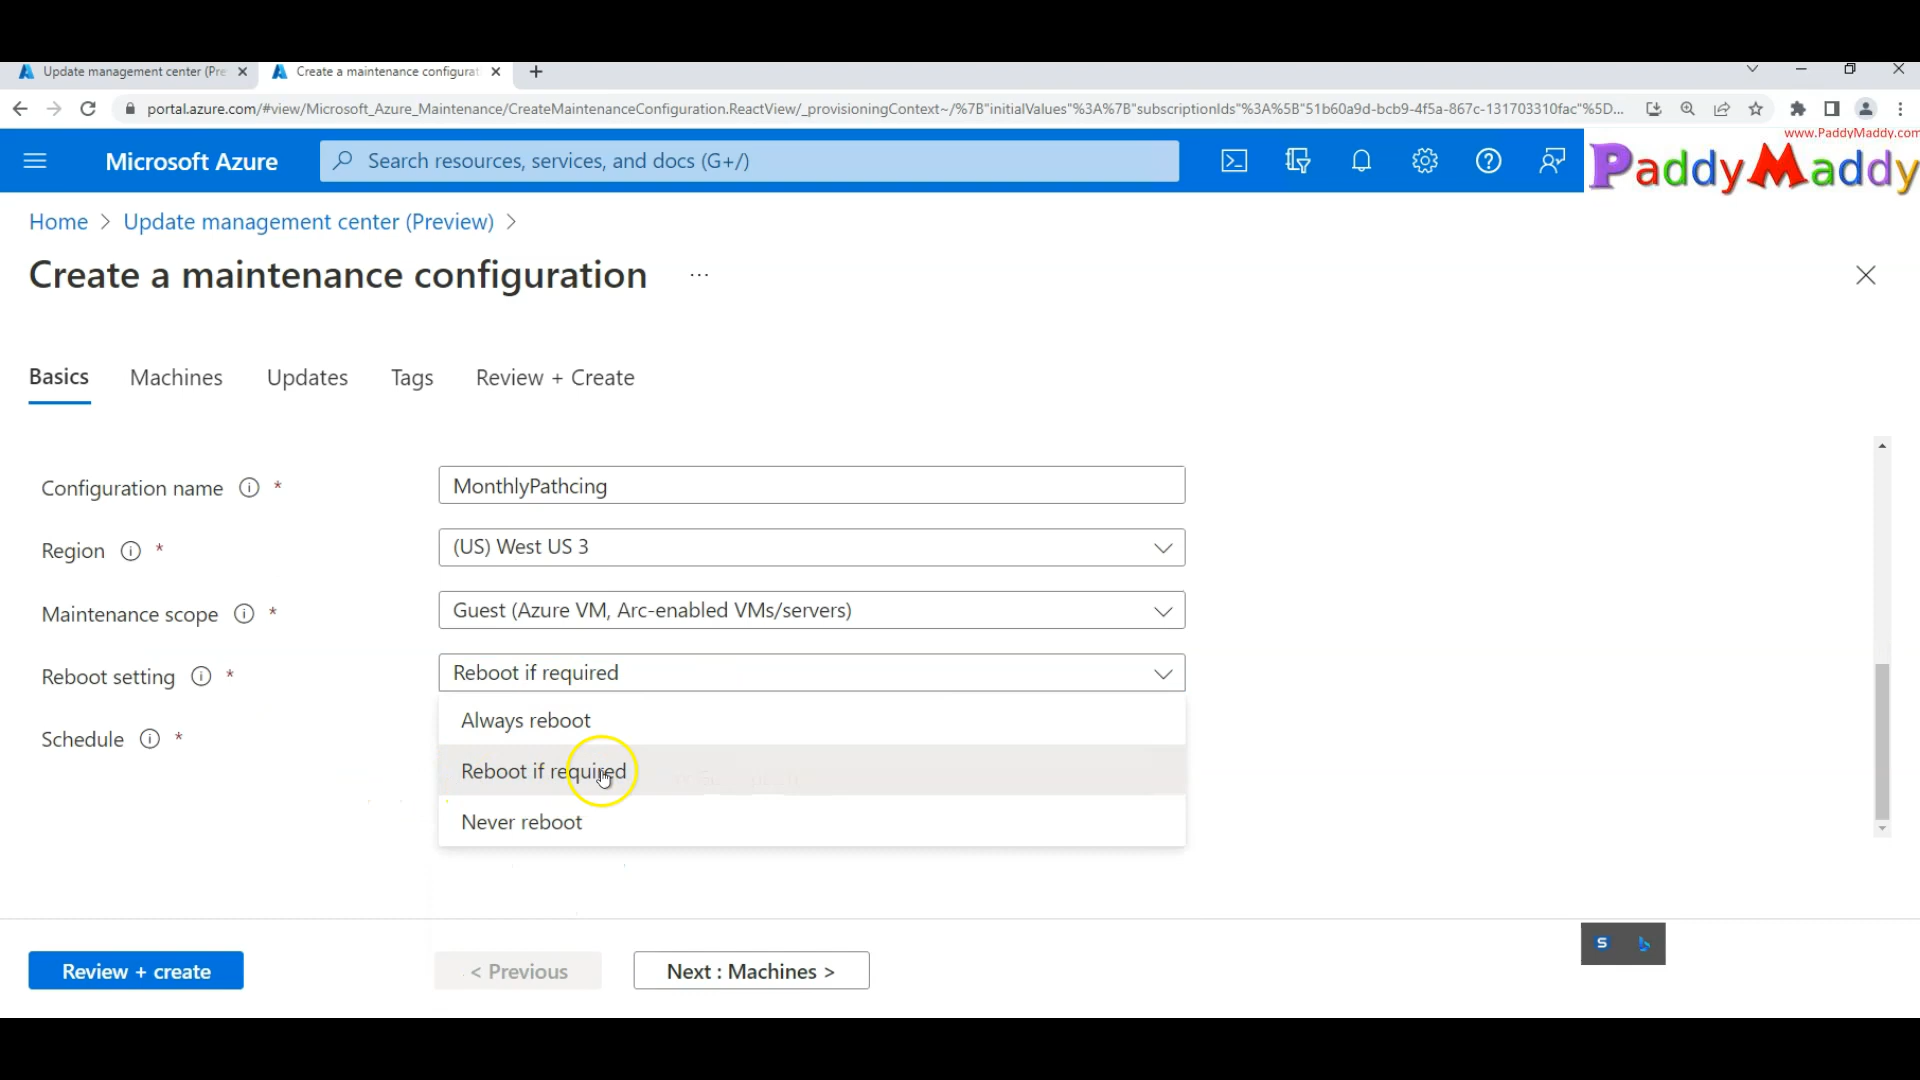 Update management center (Pre
Create a maintenance configurat
portal.azure.com/#view/Microsoft_Azure_Maintenance/CreateMaintenanceConfiguration.ReactView/_provisioningContext~/%7B"initialValues"%3A%7B"subscriptionIds"%3A%5B"51b60a9d-bcb9-4f5a-867c-131703310fac"%5D...
www.PaddyMaddy.com
PaddyMaddy
Microsoft Azure
Search resources, services, and docs (G+/)
Home > Update management center (Preview) >
Create a maintenance configuration ...
Basics Machines Updates Tags Review + Create
Configuration name * MonthlyPathcing
Region * (US) West US 3
Maintenance scope * Guest (Azure VM, Arc-enabled VMs/servers)
Reboot setting * Reboot if required
Always reboot
Schedule *
Reboot if required
Never reboot
Review + create < Previous Next : Machines >